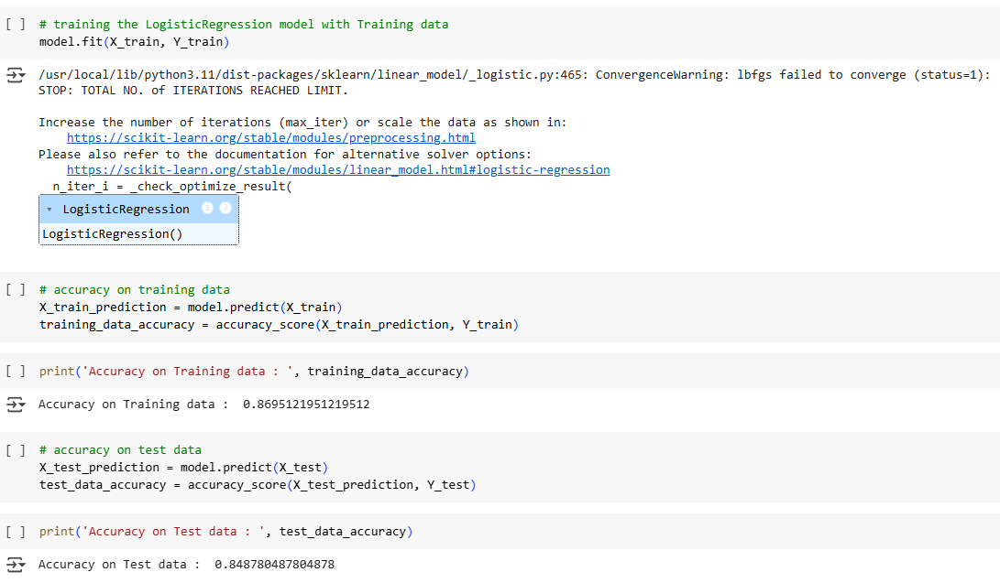 [ ] # training the LogisticRegression model with Training data
model.fit(X_train, Y_train)
/usr/local/lib/python3.11/dist-packages/sklearn/linear_model/_logistic.py:465: ConvergenceWarning: lbfgs failed to converge (status=1):
STOP: TOTAL NO. of ITERATIONS REACHED LIMIT.
Increase the number of iterations (max_iter) or scale the data as shown in:
https://scikit-learn.org/stable/modules/preprocessing.html
Please also refer to the documentation for alternative solver options:
https://scikit-learn.org/stable/modules/linear_model.html#logistic-regression
n_iter_i = _check_optimize_result(
LogisticRegression i ?
LogisticRegression()
[ ] # accuracy on training data
X_train_prediction = model.predict(X_train)
training_data_accuracy = accuracy_score(X_train_prediction, Y_train)
[ ] print('Accuracy on Training data : ', training_data_accuracy)
Accuracy on Training data :  0.8695121951219512
[ ] # accuracy on test data
X_test_prediction = model.predict(X_test)
test_data_accuracy = accuracy_score(X_test_prediction, Y_test)
[ ] print('Accuracy on Test data : ', test_data_accuracy)
Accuracy on Test data :  0.848780487804878